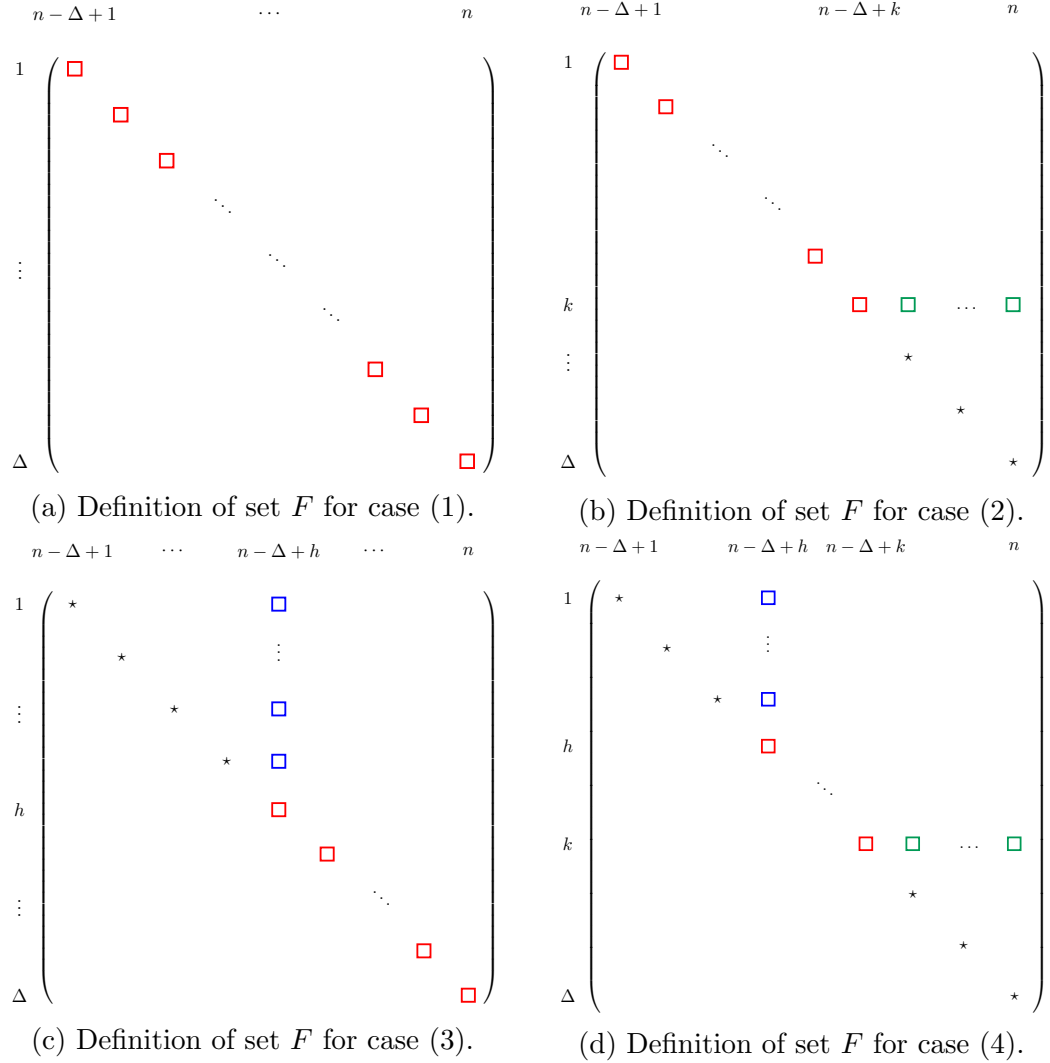 n − Δ + 1 ⋯ n
1
⋮
Δ
(a) Definition of set F for case (1).
n − Δ + 1 n − Δ + k n
1
k ⋯
⋮ ⋆
⋆
Δ ⋆
(b) Definition of set F for case (2).
n − Δ + 1 ⋯ n − Δ + h ⋯ n
1 ⋆
⋆ ⋮
⋮ ⋆
⋆
h
⋮
Δ
(c) Definition of set F for case (3).
n − Δ + 1 n − Δ + h n − Δ + k n
1 ⋆
⋆ ⋮
⋆
h
⋱
k ⋯
⋆
⋆
Δ ⋆
(d) Definition of set F for case (4).